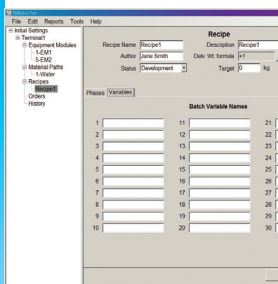 File Edit Reports Tools Help
Initial Settings
Terminal1
Equipment Modules
1-EM1
5-EM2
Material Paths
1-Water
Recipes
Recipe1
Orders
History
Recipe
Recipe Name Recipe1 Description Recipe1
Author Jane Smith Delv. Wt. formula +1
Status Development Target 0 kg
Phases Variables
Batch Variable Names
1 11 21
2 12 22
3 13 23
4 14 24
5 15 25
6 16 26
7 17 27
8 18 28
9 19 29
10 20 30